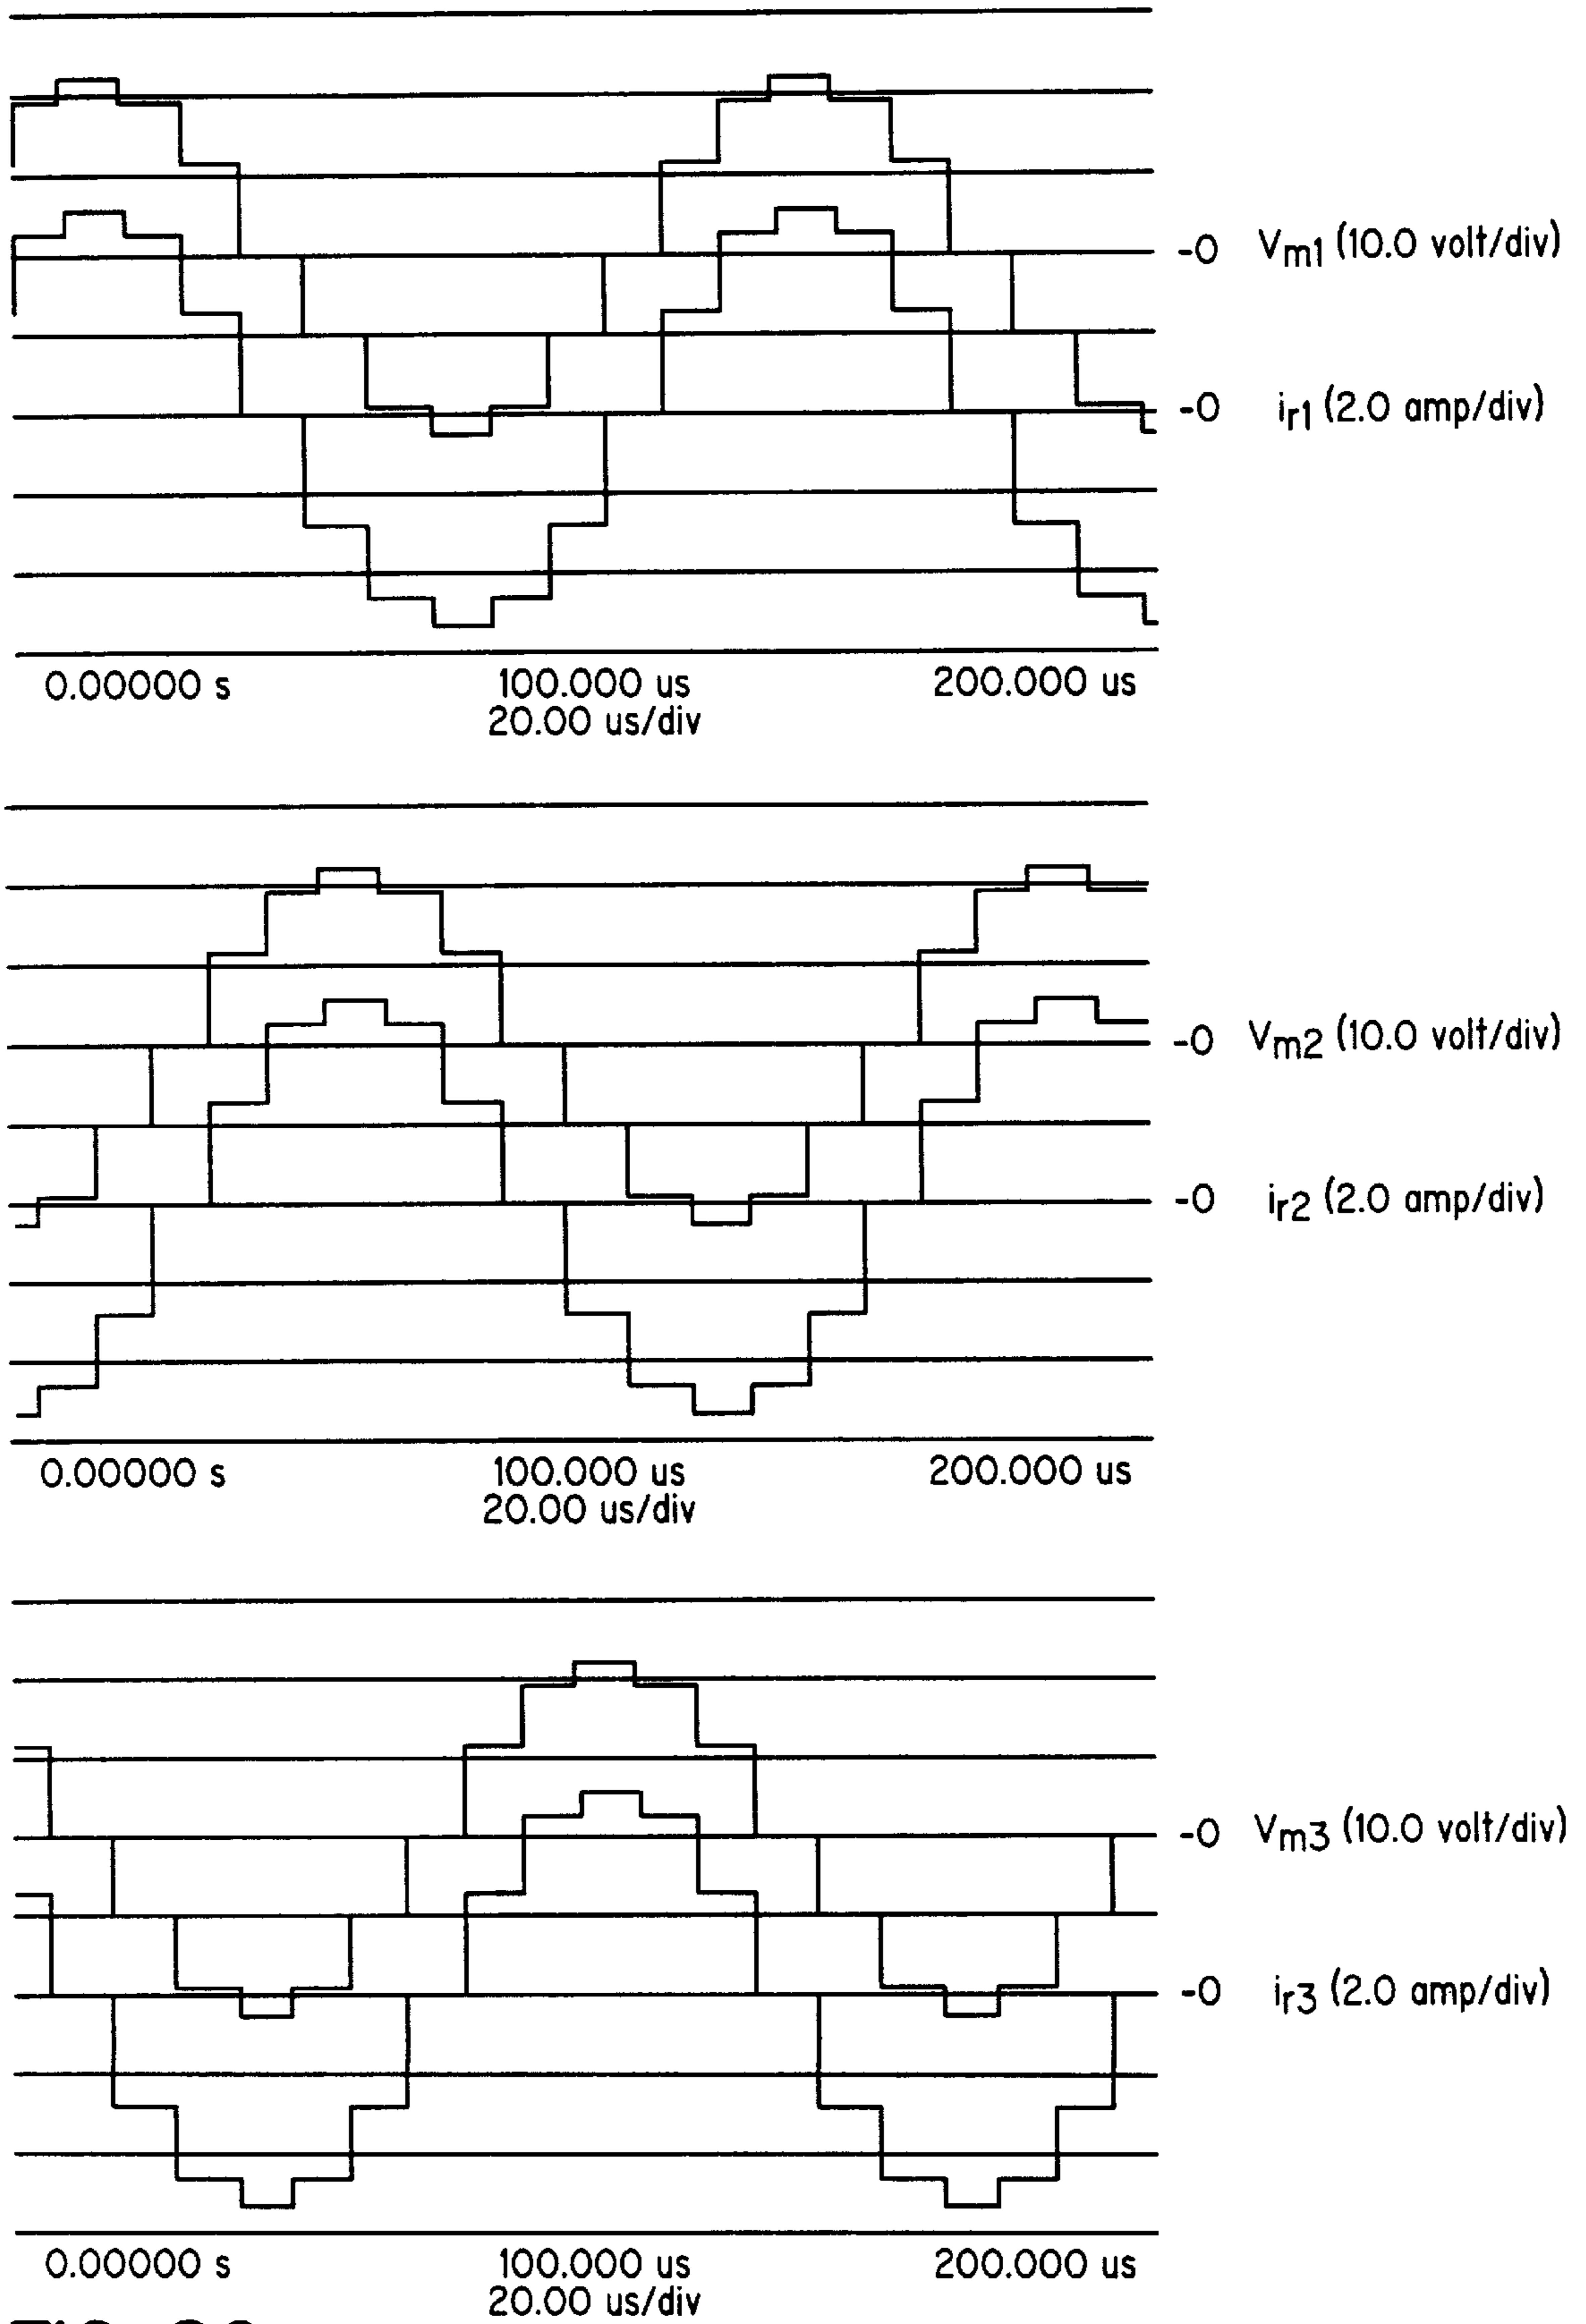 -0 Vm1 (10.0 volt/div)
-0 ir1 (2.0 amp/div)
0.00000 s 100.000 us 200.000 us
20.00 us/div
-0 Vm2 (10.0 volt/div)
-0 ir2 (2.0 amp/div)
0.00000 s 100.000 us 200.000 us
20.00 us/div
-0 Vm3 (10.0 volt/div)
-0 ir3 (2.0 amp/div)
0.00000 s 100.000 us 200.000 us
20.00 us/div